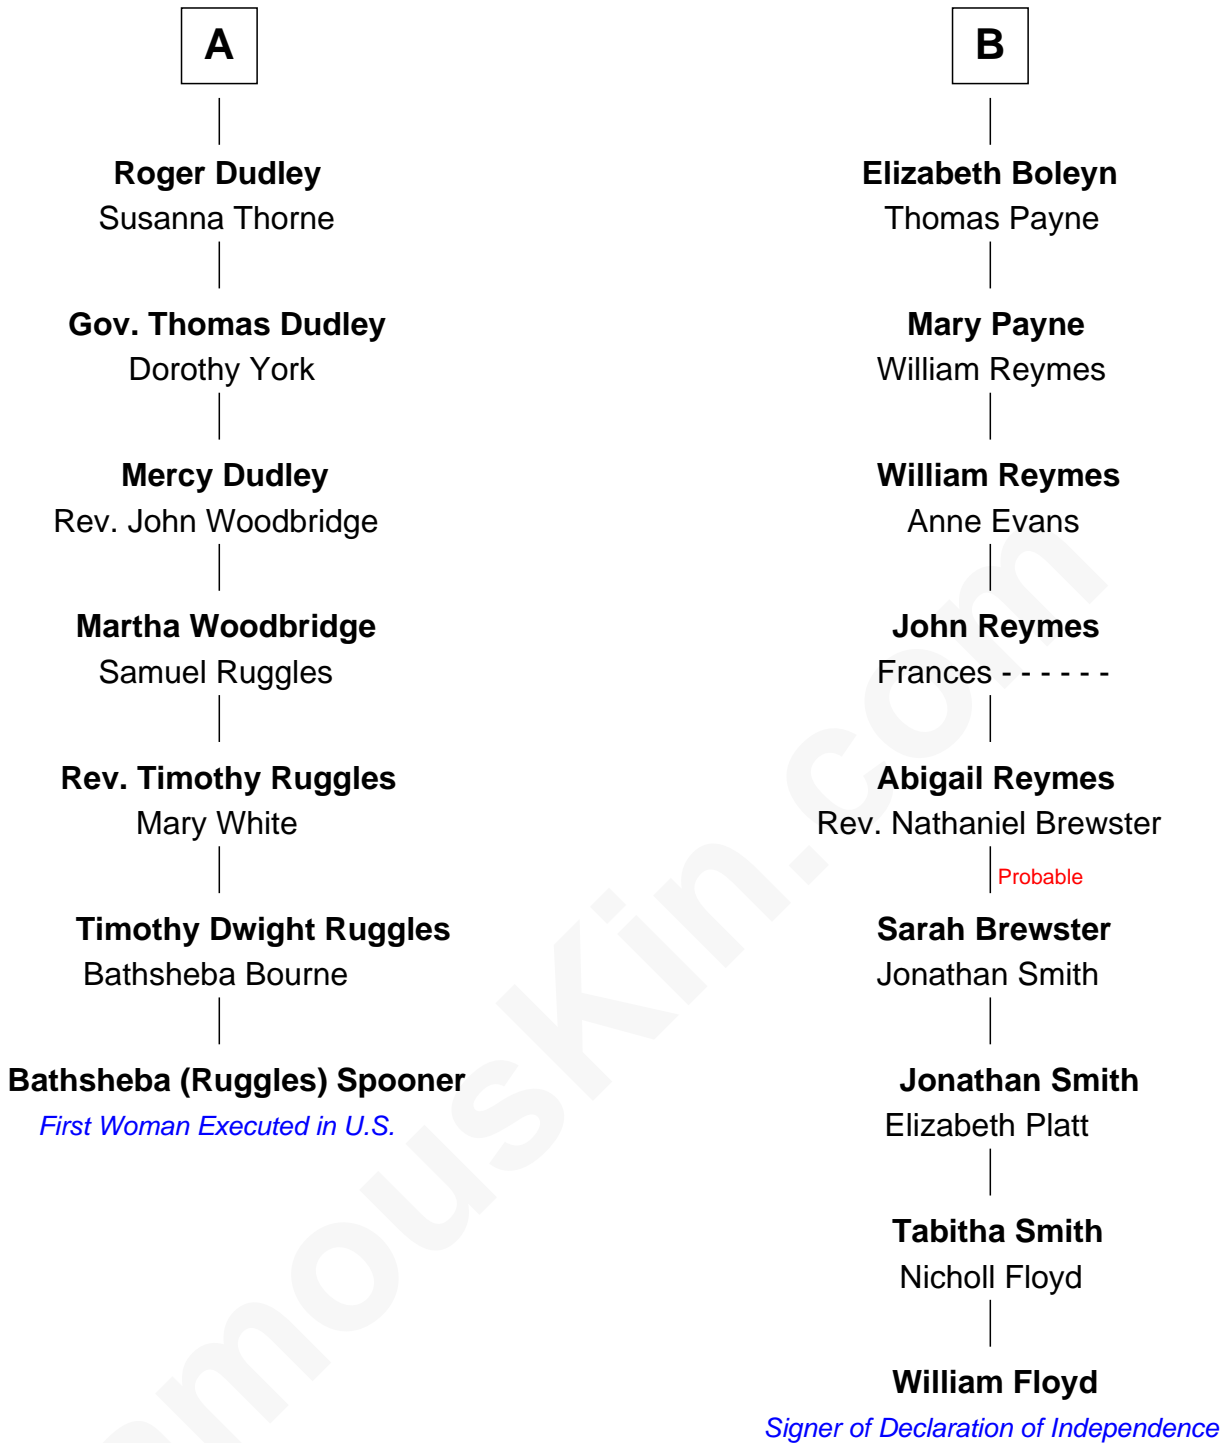 A
Roger Dudley
Susanna Thorne
Gov. Thomas Dudley
Dorothy York
Mercy Dudley
Rev. John Woodbridge
Martha Woodbridge
Samuel Ruggles
Rev. Timothy Ruggles
Mary White
Timothy Dwight Ruggles
Bathsheba Bourne
Bathsheba (Ruggles) Spooner
First Woman Executed in U.S.
B
Elizabeth Boleyn
Thomas Payne
Mary Payne
William Reymes
William Reymes
Anne Evans
John Reymes
Frances - - - - - -
Abigail Reymes
Rev. Nathaniel Brewster
Probable
Sarah Brewster
Jonathan Smith
Jonathan Smith
Elizabeth Platt
Tabitha Smith
Nicholl Floyd
William Floyd
Signer of Declaration of Independence
amousKin.com